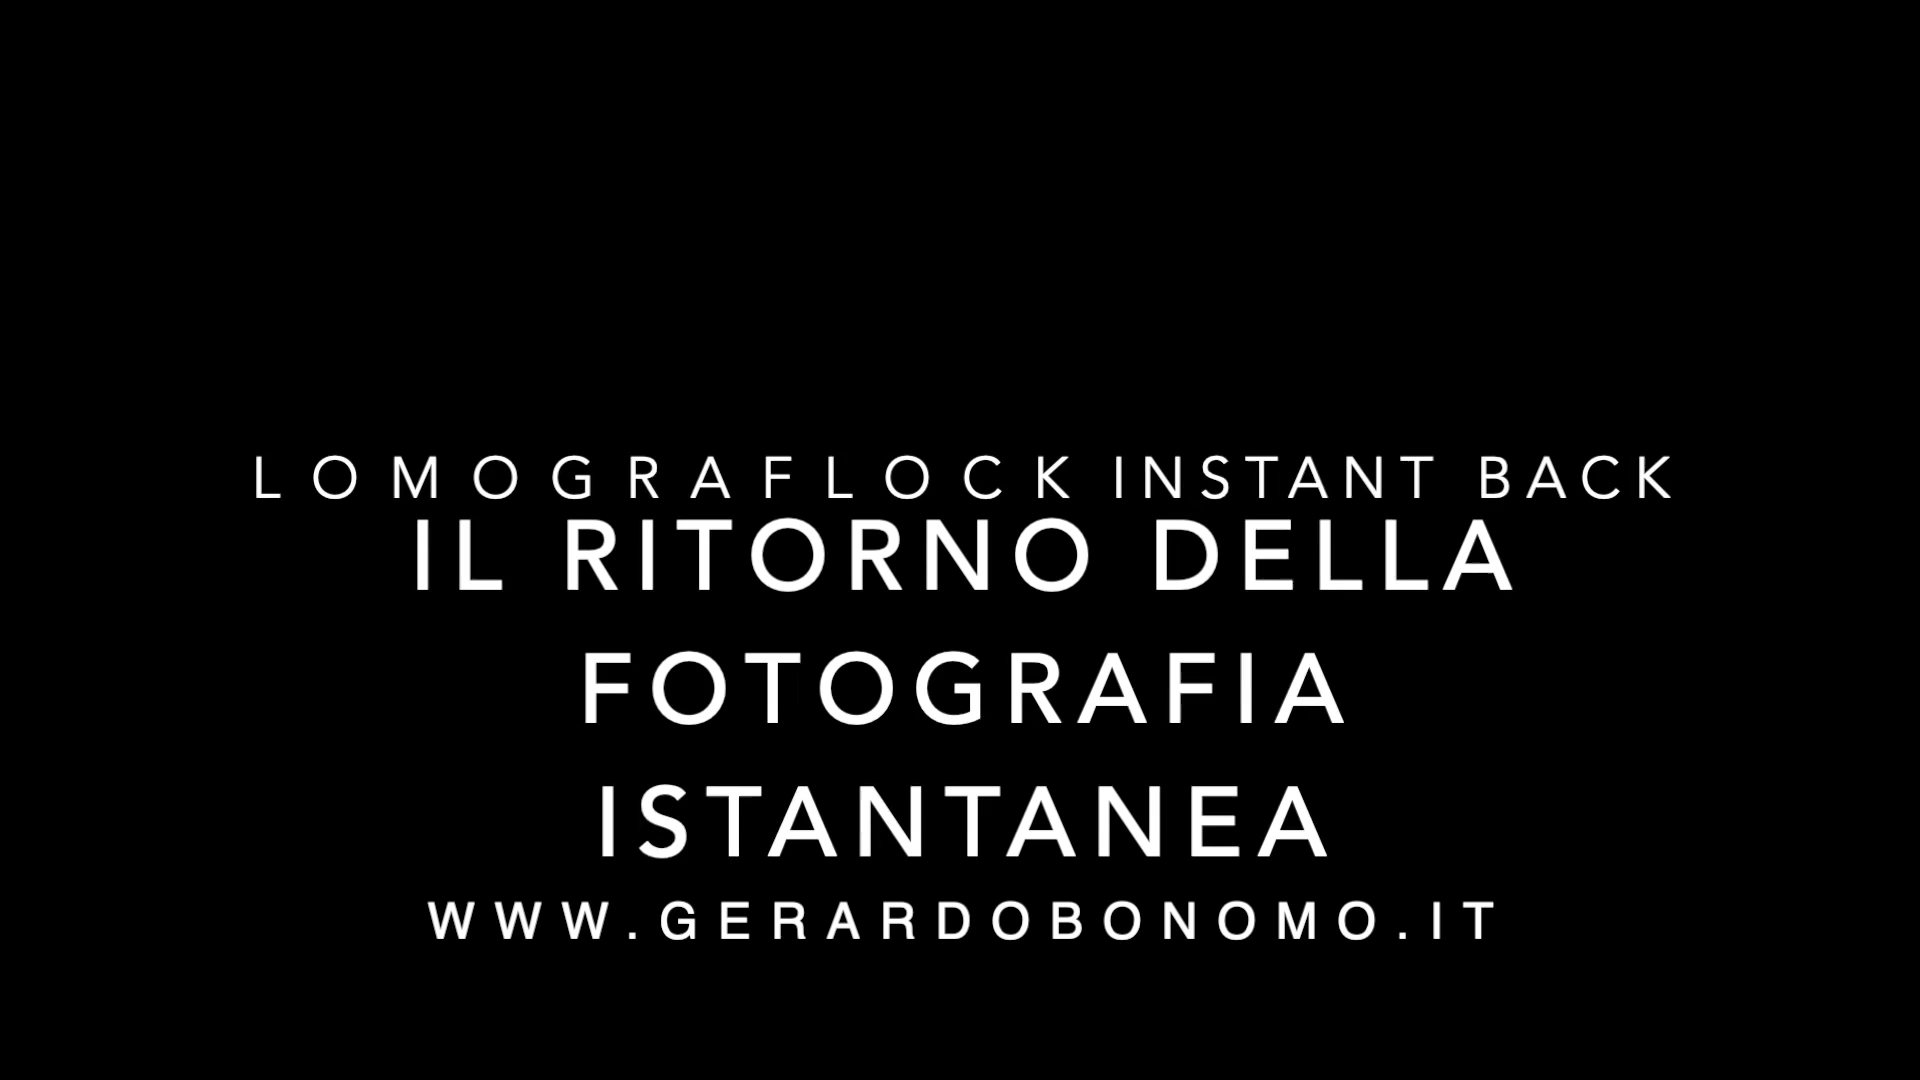 LOMOGRAFLOCK INSTANT BACK
IL RITORNO DELLA
FOTOGRAFIA
ISTANTANEA
WWW.GERARDOBONOMO.IT